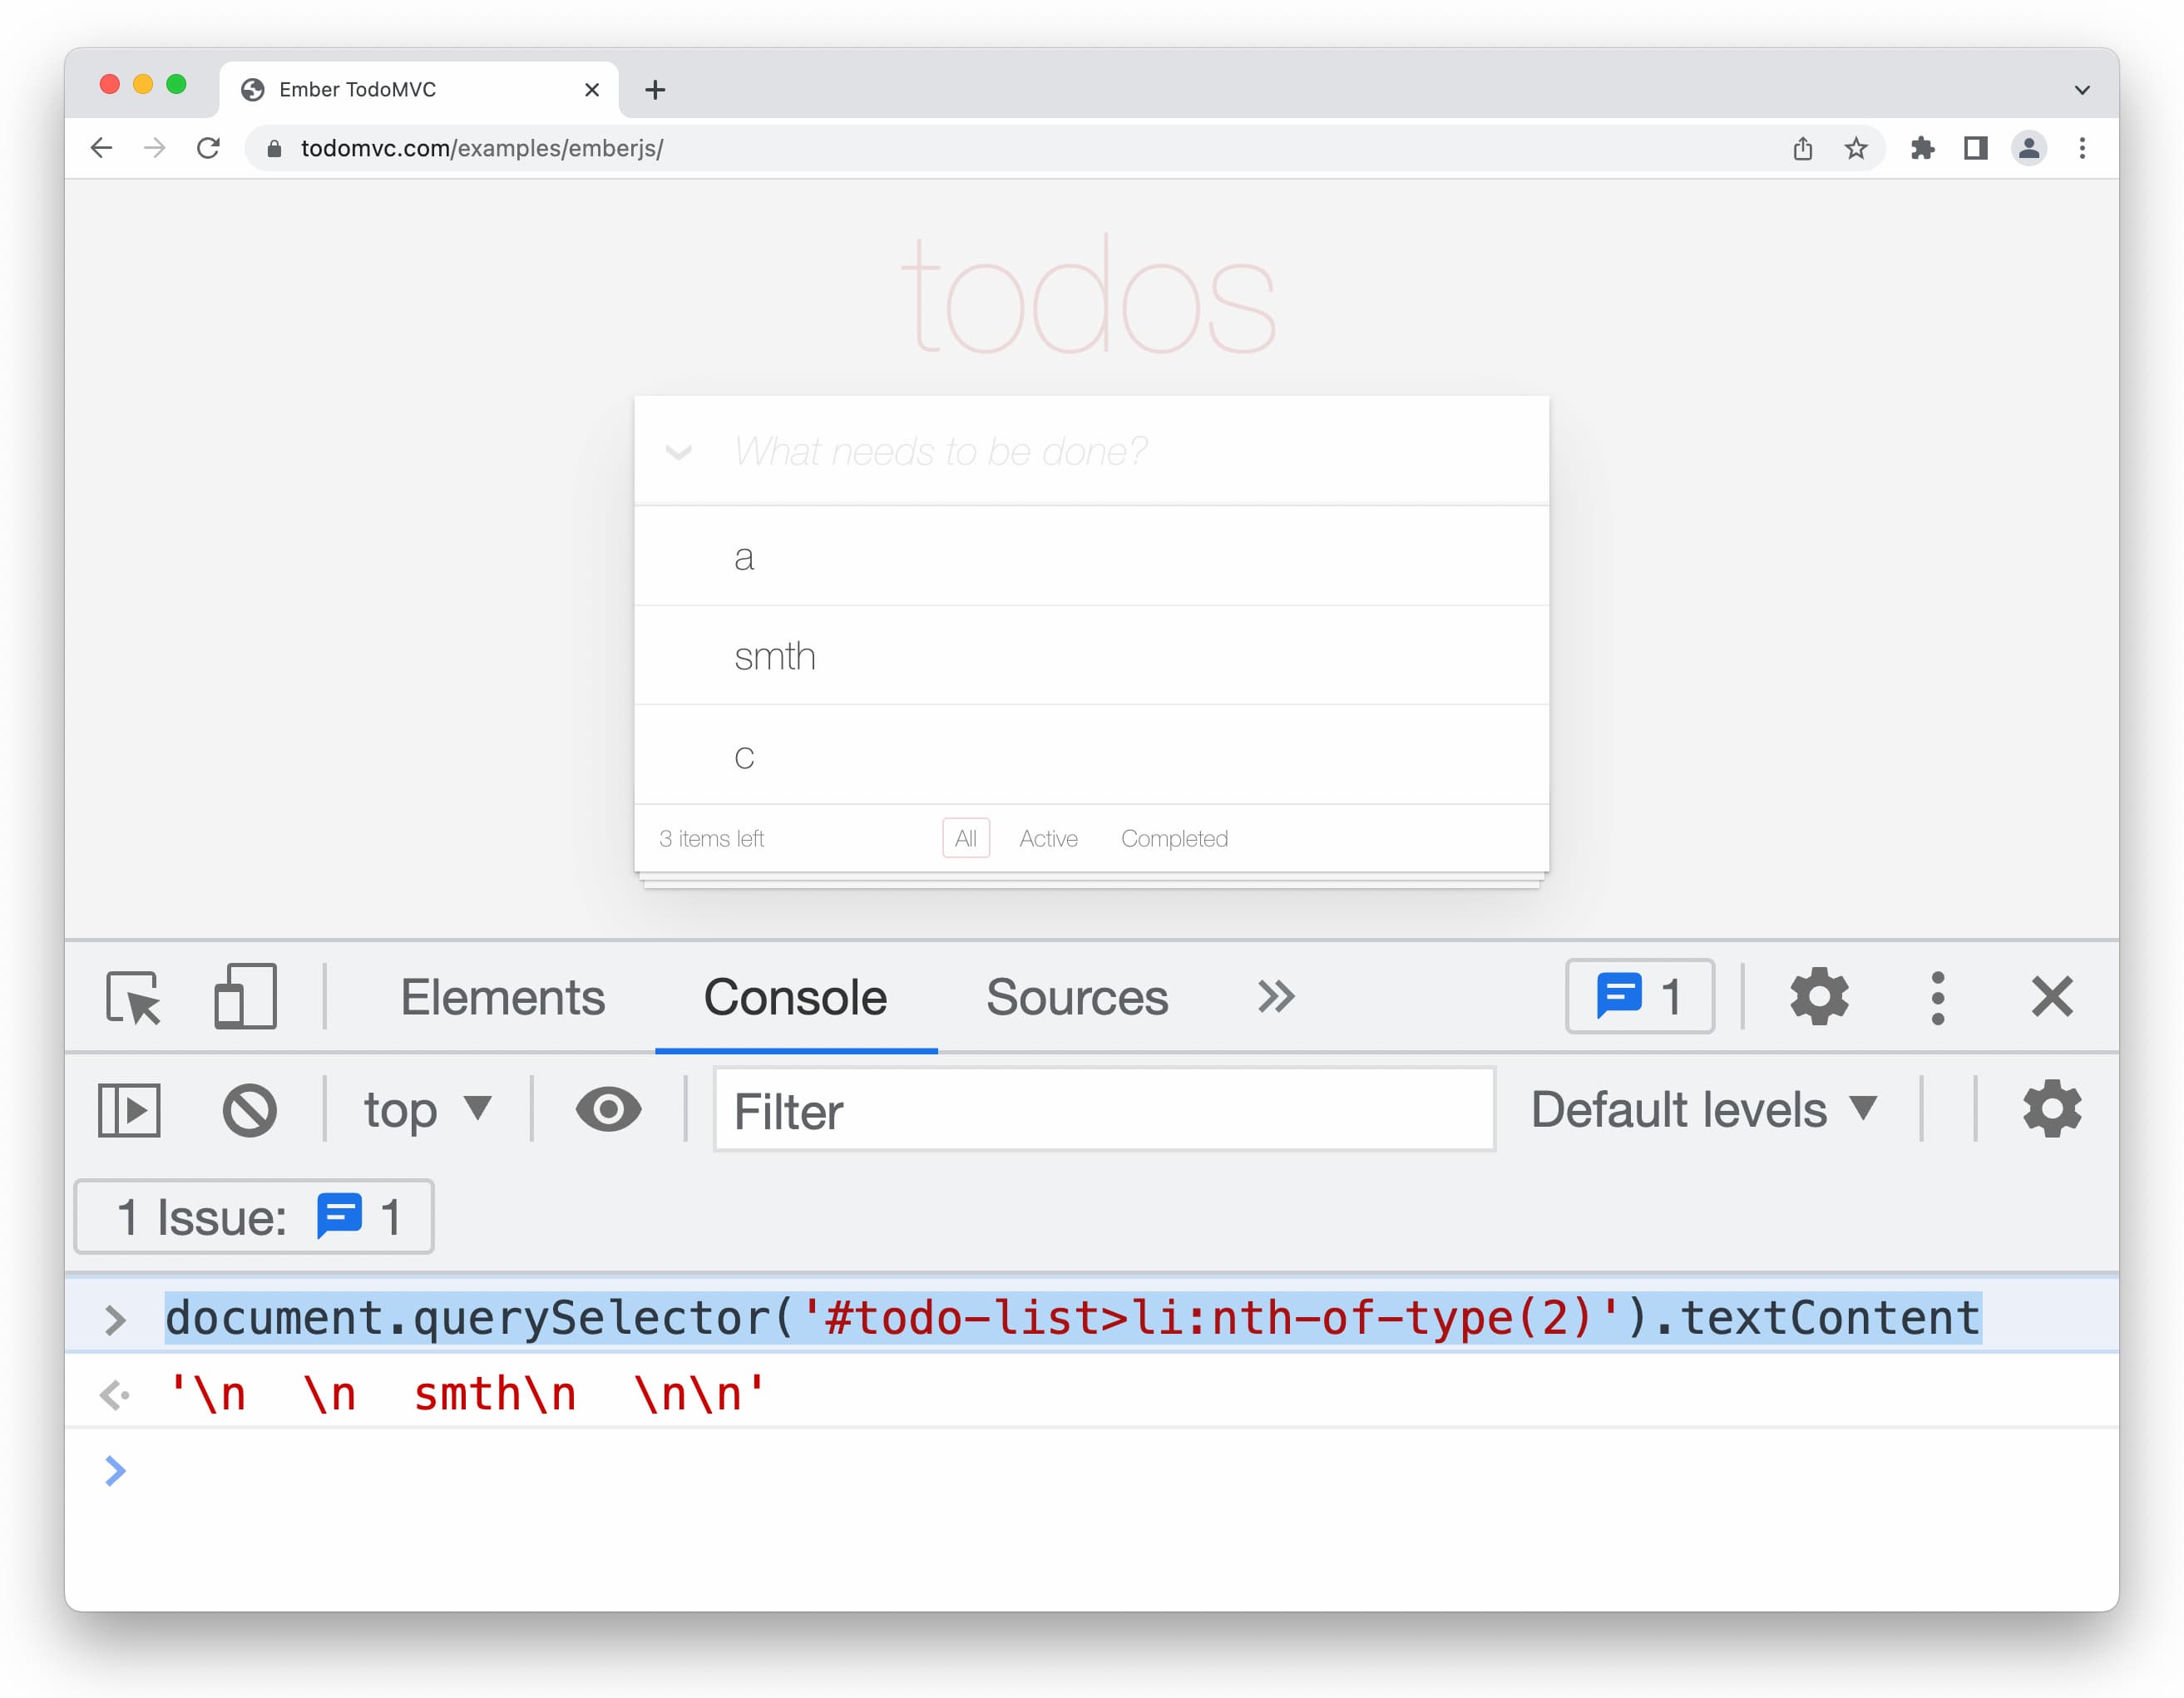 Ember TodoMVC
todomvc.com/examples/emberjs/
todos
What needs to be done?
a
smth
c
3 items left All Active Completed
Elements Console Sources 1
top Filter Default levels
1 Issue: 1
document.querySelector('#todo-list>li:nth-of-type(2)').textContent
'\n  \n  smth\n  \n\n'